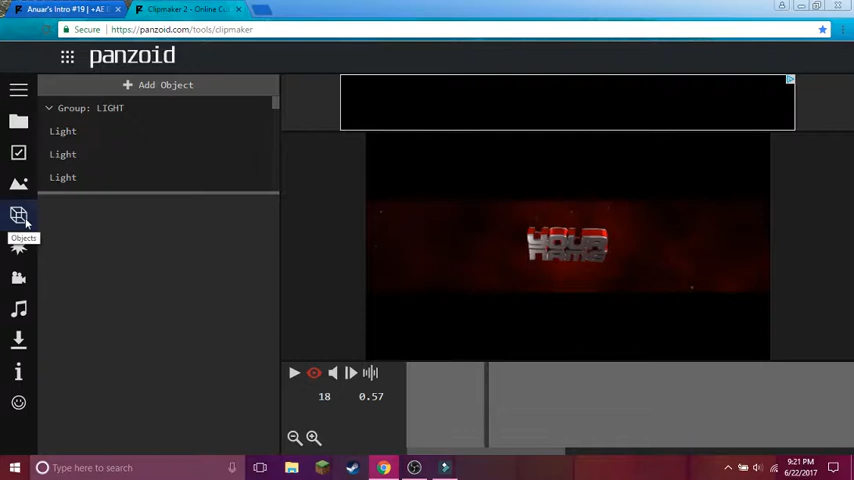 Anuar's Intro #19 | +AE
Clipmaker 2 - Online Cu
Secure
https://panzoid.com/tools/clipmaker
panzoid
Add Object
Group: LIGHT
Light
Light
Light
Objects
YOUR
NAME
18
0.57
Type here to search
9:21 PM
6/22/2017